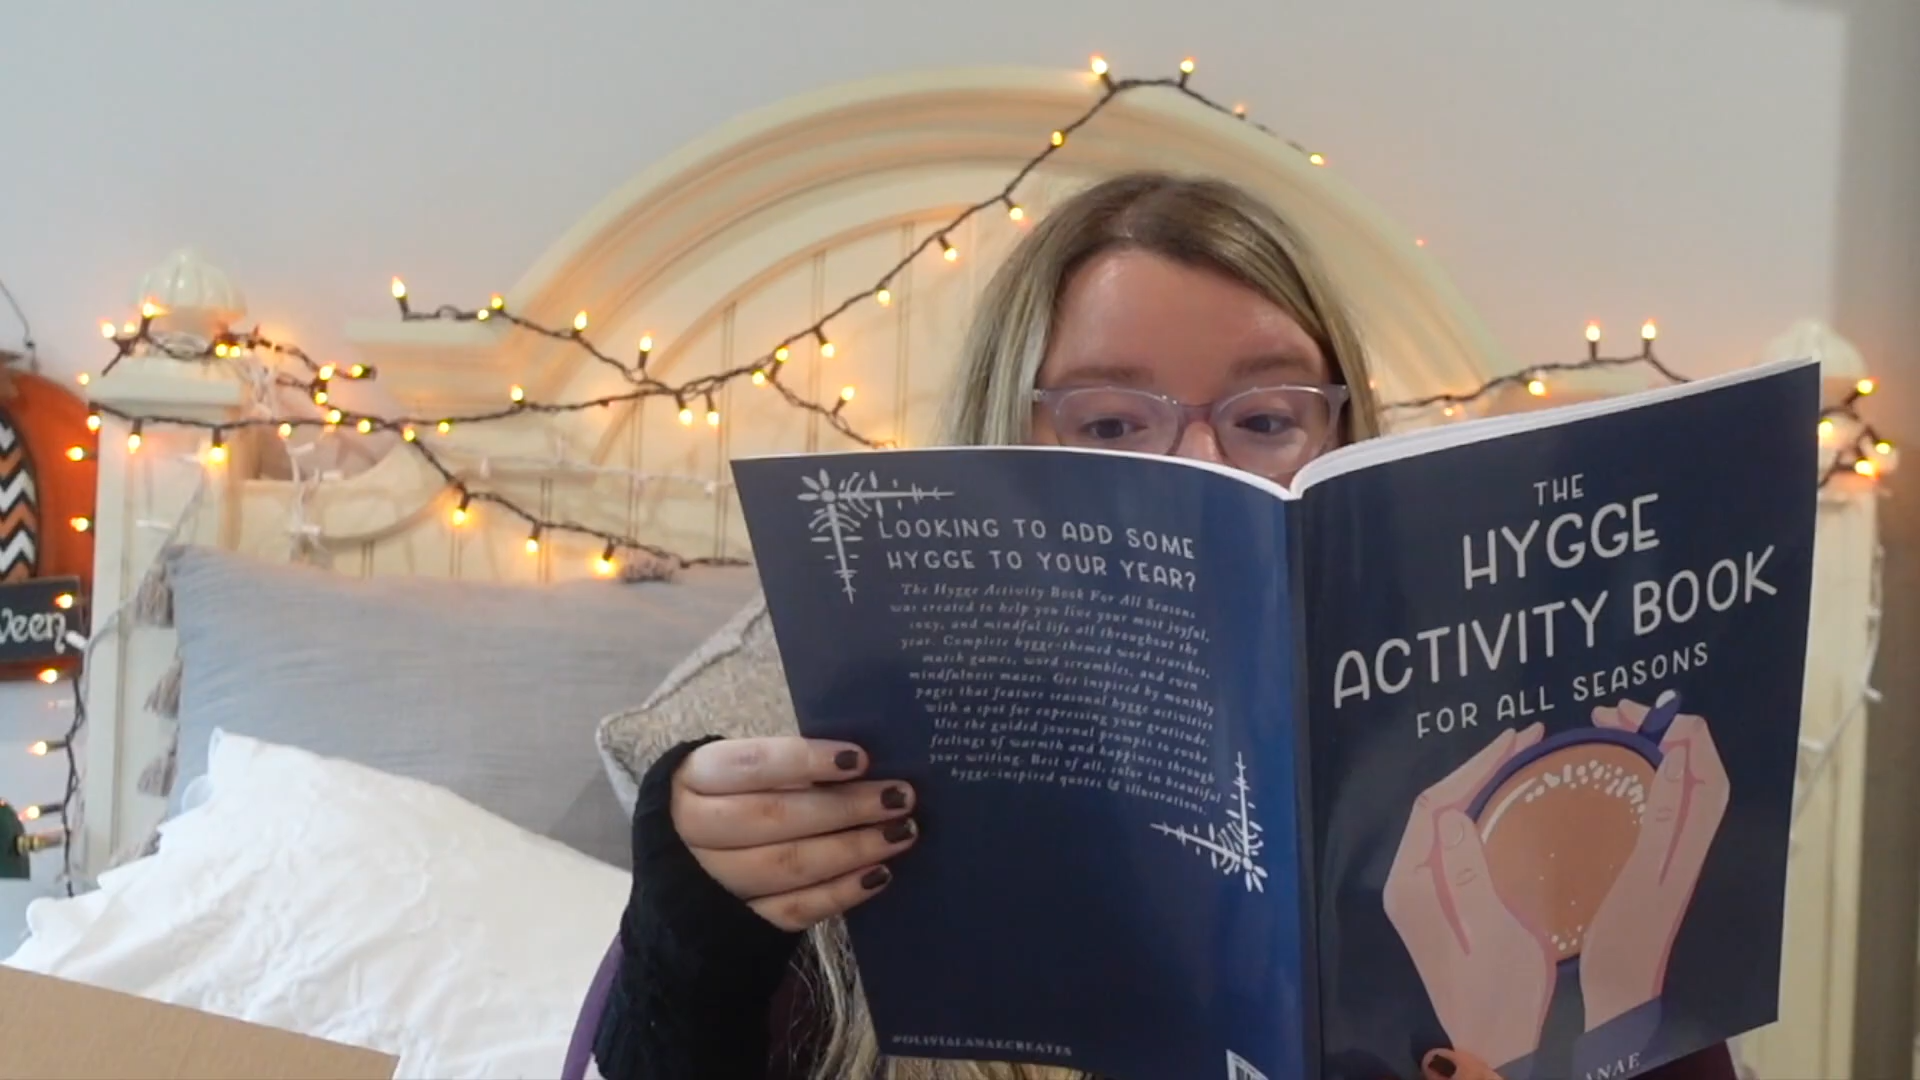 veen
LOOKING TO ADD SOME
HYGGE TO YOUR YEAR?
The Hygge Activity Book For All Seasons
was created to help you live your most joyful,
cozy, and mindful life all throughout the
year. Complete hygge-themed word searches,
match games, word scrambles, and even
mindfulness mazes. Get inspired by monthly
pages that feature seasonal hygge activities
with a spot for expressing your gratitude.
Use the guided journal prompts to evoke
feelings of warmth and happiness through
your writing. Best of all, color in beautiful
hygge-inspired quotes & illustrations.
@OLIVIALANAECREATES
THE
HYGGE
ACTIVITY BOOK
FOR ALL SEASONS
ANAE